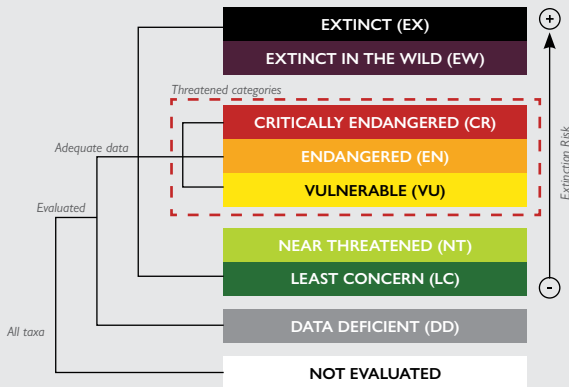 EXTINCT (EX)
+
EXTINCT IN THE WILD (EW)
Threatened categories
CRITICALLY ENDANGERED (CR)
Adequate data
ENDANGERED (EN)
Extinction Risk
VULNERABLE (VU)
Evaluated
NEAR THREATENED (NT)
LEAST CONCERN (LC)
-
DATA DEFICIENT (DD)
All taxa
NOT EVALUATED